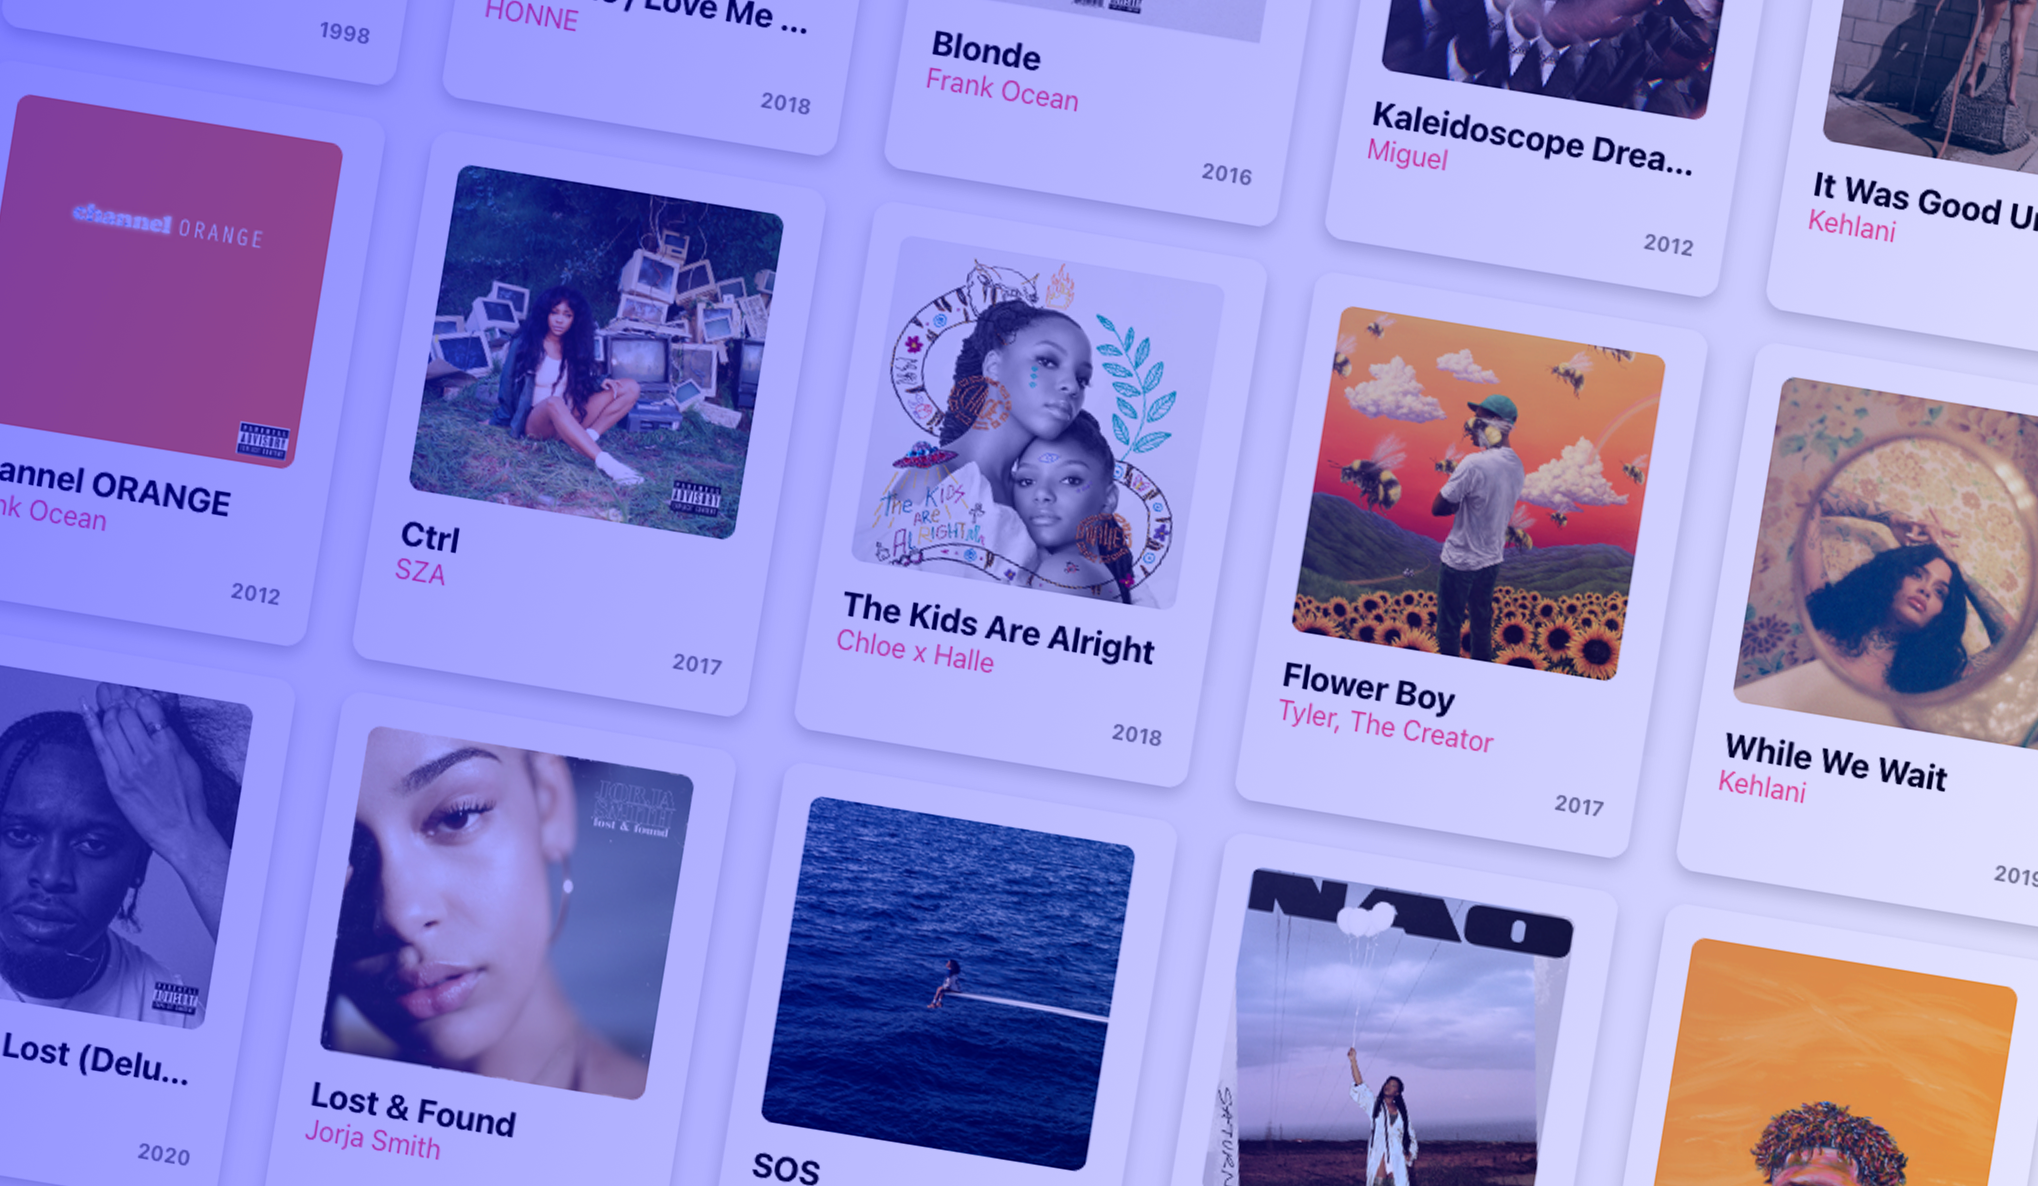 1998
/ Love Me ...
HONNE
2018
Blonde
Frank Ocean
2016
Kaleidoscope Drea...
Miguel
2012
It Was Good U
Kehlani
channel ORANGE
PARENTAL
ADVISORY
EXPLICIT CONTENT
annel ORANGE
nk Ocean
2012
PARENTAL
ADVISORY
EXPLICIT CONTENT
Ctrl
SZA
2017
The KIDS
ARE
ALRIGHT
The Kids Are Alright
Chloe x Halle
2018
Flower Boy
Tyler, The Creator
2017
While We Wait
Kehlani
2019
PARENTAL
ADVISORY
Lost (Delu...
2020
JORJA
SMITH
lost & found
Lost & Found
Jorja Smith
SOS
NAO
SATURN